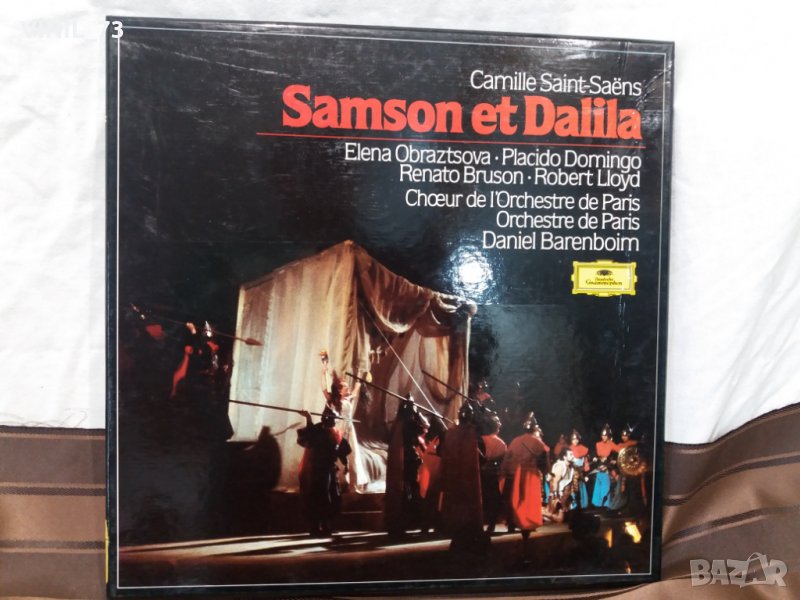 Camille Saint-Saëns
Samson et Dalila
Elena Obraztsova · Placido Domingo
Renato Bruson · Robert Lloyd
Chœur de l'Orchestre de Paris
Orchestre de Paris
Daniel Barenboim
Deutsche
Grammophon
BAZAR